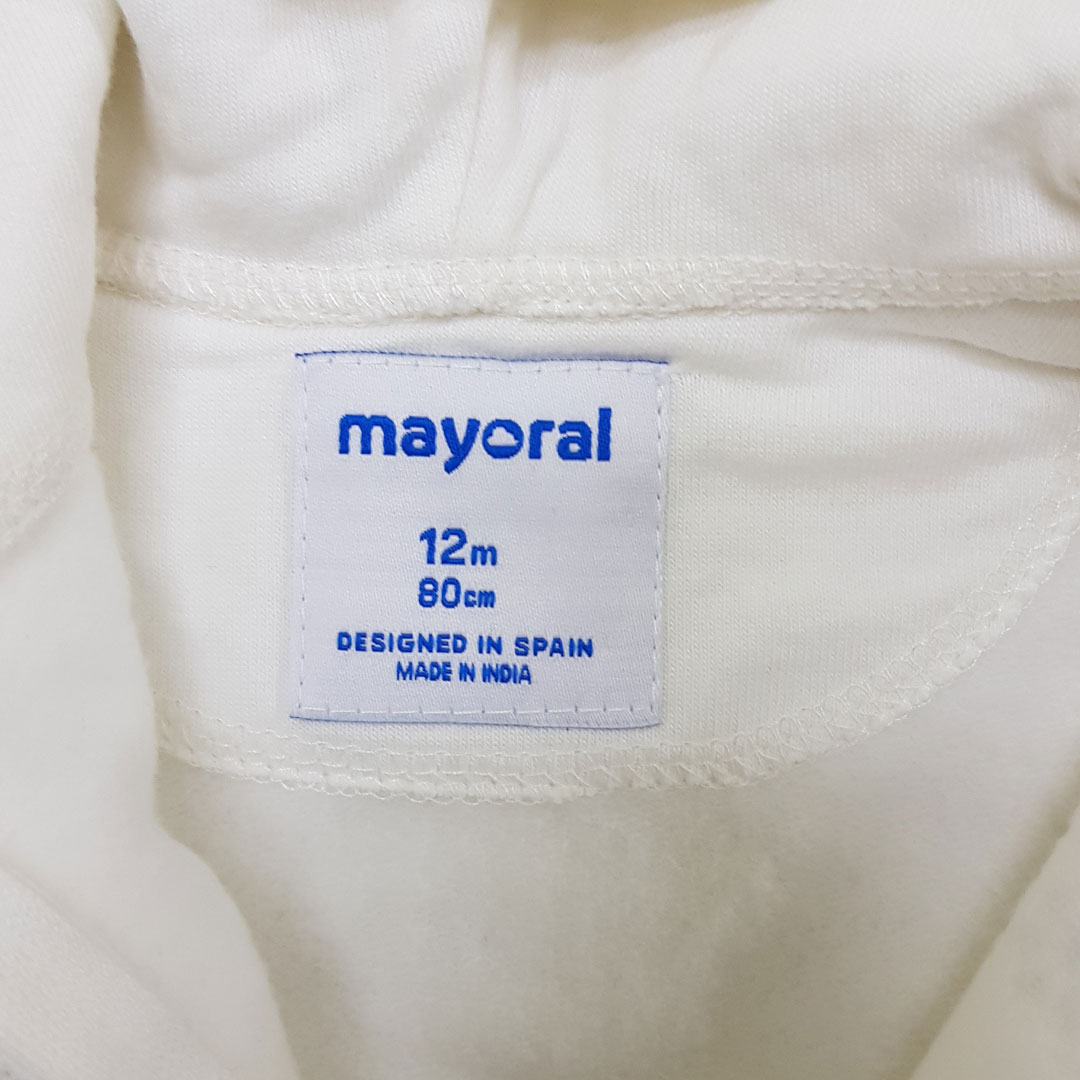 mayoral
12m
80cm
DESIGNED IN SPAIN
MADE IN INDIA